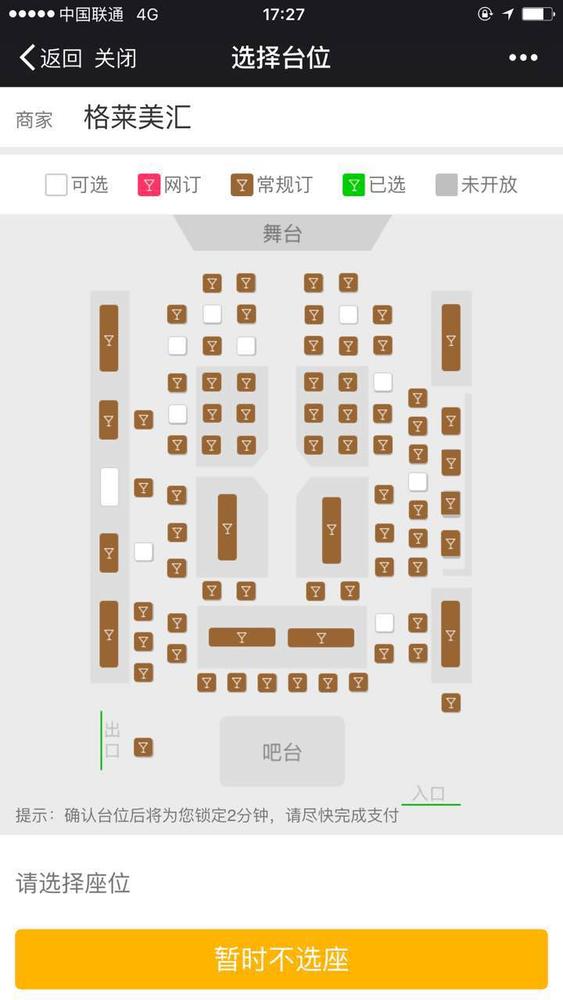 中国联通 4G 17:27
返回 关闭 选择台位
商家 格莱美汇
可选 网订 常规订 已选 未开放
舞台
出口
吧台
入口
提示：确认台位后将为您锁定2分钟，请尽快完成支付
请选择座位
暂时不选座